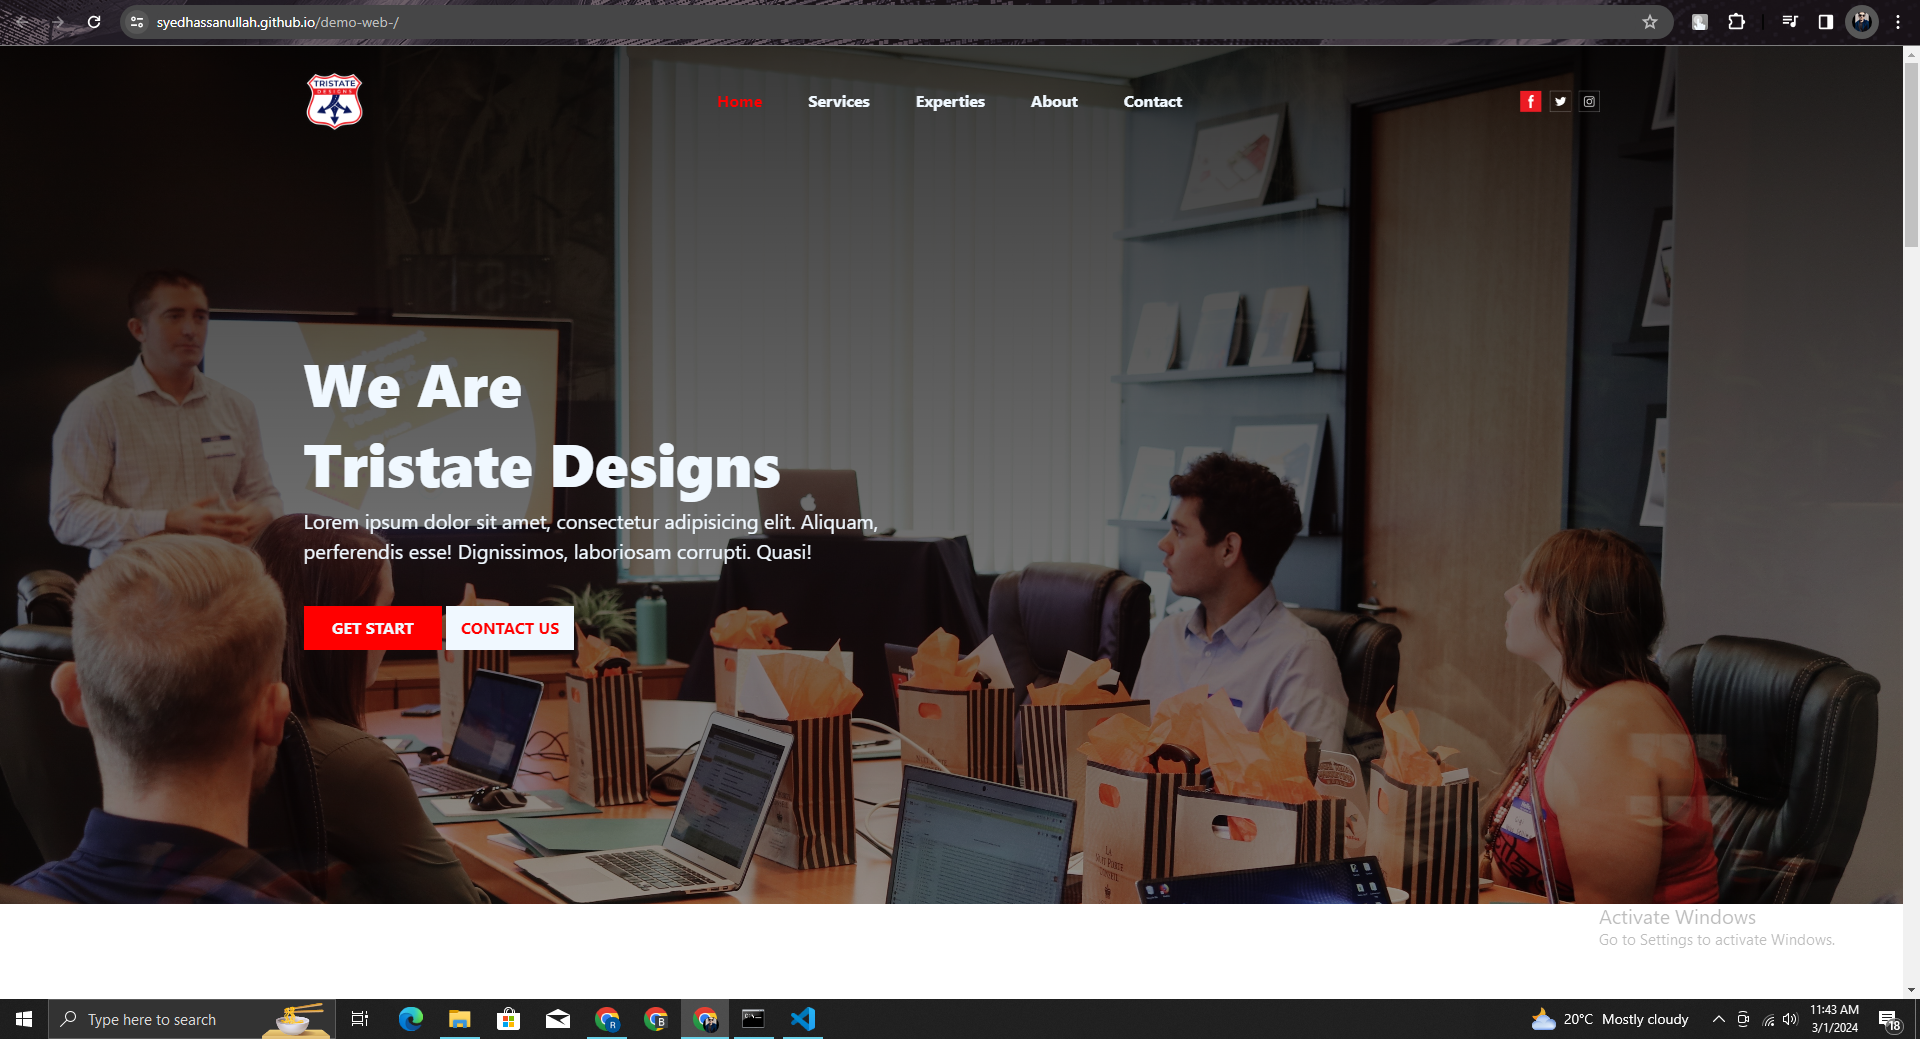 syedhassanullah.github.io/demo-web-/
TRISTATE
DESIGNS
Home
Services
Experties
About
Contact
We Are
Tristate Designs
Lorem ipsum dolor sit amet, consectetur adipisicing elit. Aliquam,
perferendis esse! Dignissimos, laboriosam corrupti. Quasi!
GET START
CONTACT US
Activate Windows
Go to Settings to activate Windows.
Type here to search
R
B
20°C Mostly cloudy
11:43 AM
3/1/2024
18